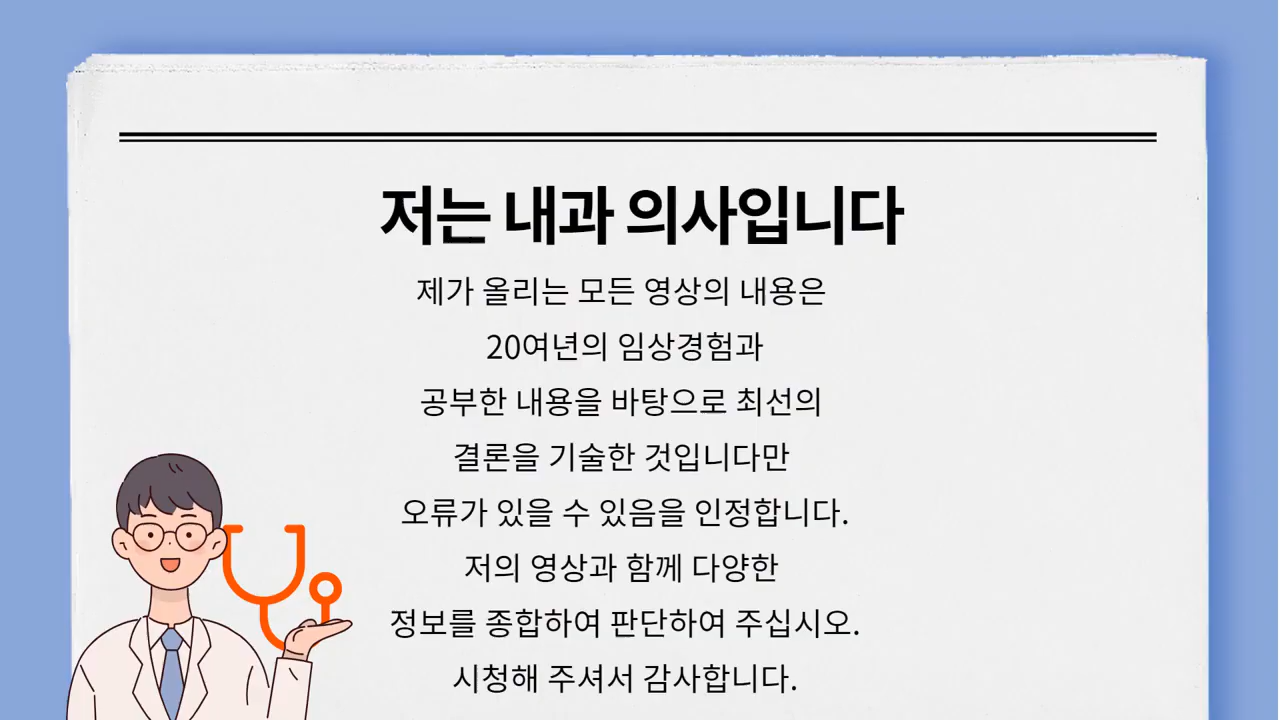 저는 내과 의사입니다
제가 올리는 모든 영상의 내용은
20여년의 임상경험과
공부한 내용을 바탕으로 최선의
결론을 기술한 것입니다만
오류가 있을 수 있음을 인정합니다.
저의 영상과 함께 다양한
정보를 종합하여 판단하여 주십시오.
시청해 주셔서 감사합니다.